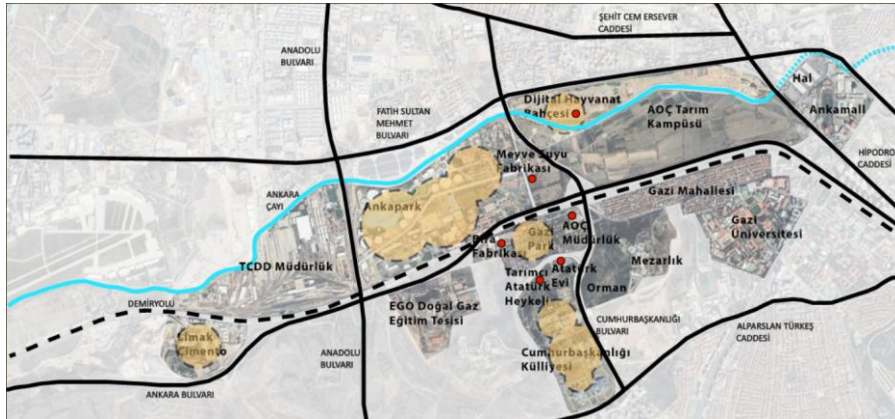 ŞEHİT CEM ERSEVER
CADDESİ
ANADOLU
BULVARI
Hal
Dijital Hayvanat
Bahçesi
AOÇ Tarım
Kampüsü
Ankamall
FATİH SULTAN
MEHMET
BULVARI
Meyve Suyu
Fabrikası
HİPODROM
CADDESİ
ANKARA
ÇAYI
Gazi Mahallesi
Ankapark
Gazi
Park
AOÇ
Müdürlük
Gazi
Üniversitesi
Bira
Fabrikası
TCDD Müdürlük
Mezarlık
Tarımcı
Atatürk
Heykeli
Atatürk
Evi
Orman
DEMİRYOLU
EGO Doğal Gaz
Eğitim Tesisi
CUMHURBAŞKANLIĞI
BULVARI
ALPARSLAN TÜRKEŞ
CADDESİ
Limak
Çimento
ANADOLU
BULVARI
Cumhurbaşkanlığı
Külliyesi
ANKARA BULVARI